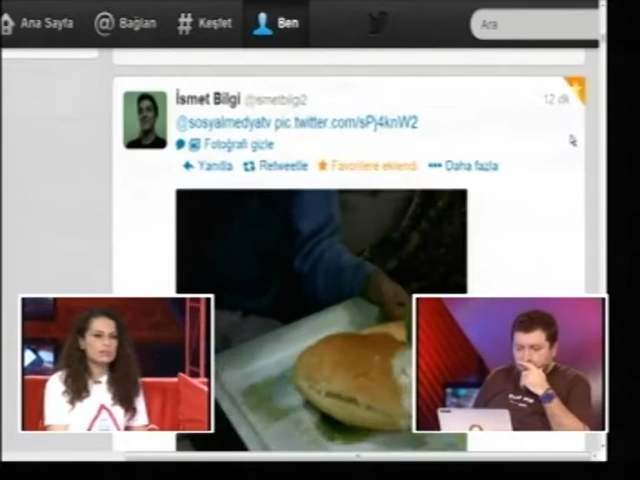 Ana Sayfa
@ Bağlan
# Keşfet
Ben
Ara
İsmet Bilgi @ismetbilgi2
12 dk
@sosyalmedyatv pic.twitter.com/sPj4knW2
Fotoğrafı gizle
Yanıtla
Retweetle
Favorilere eklendi
Daha fazla